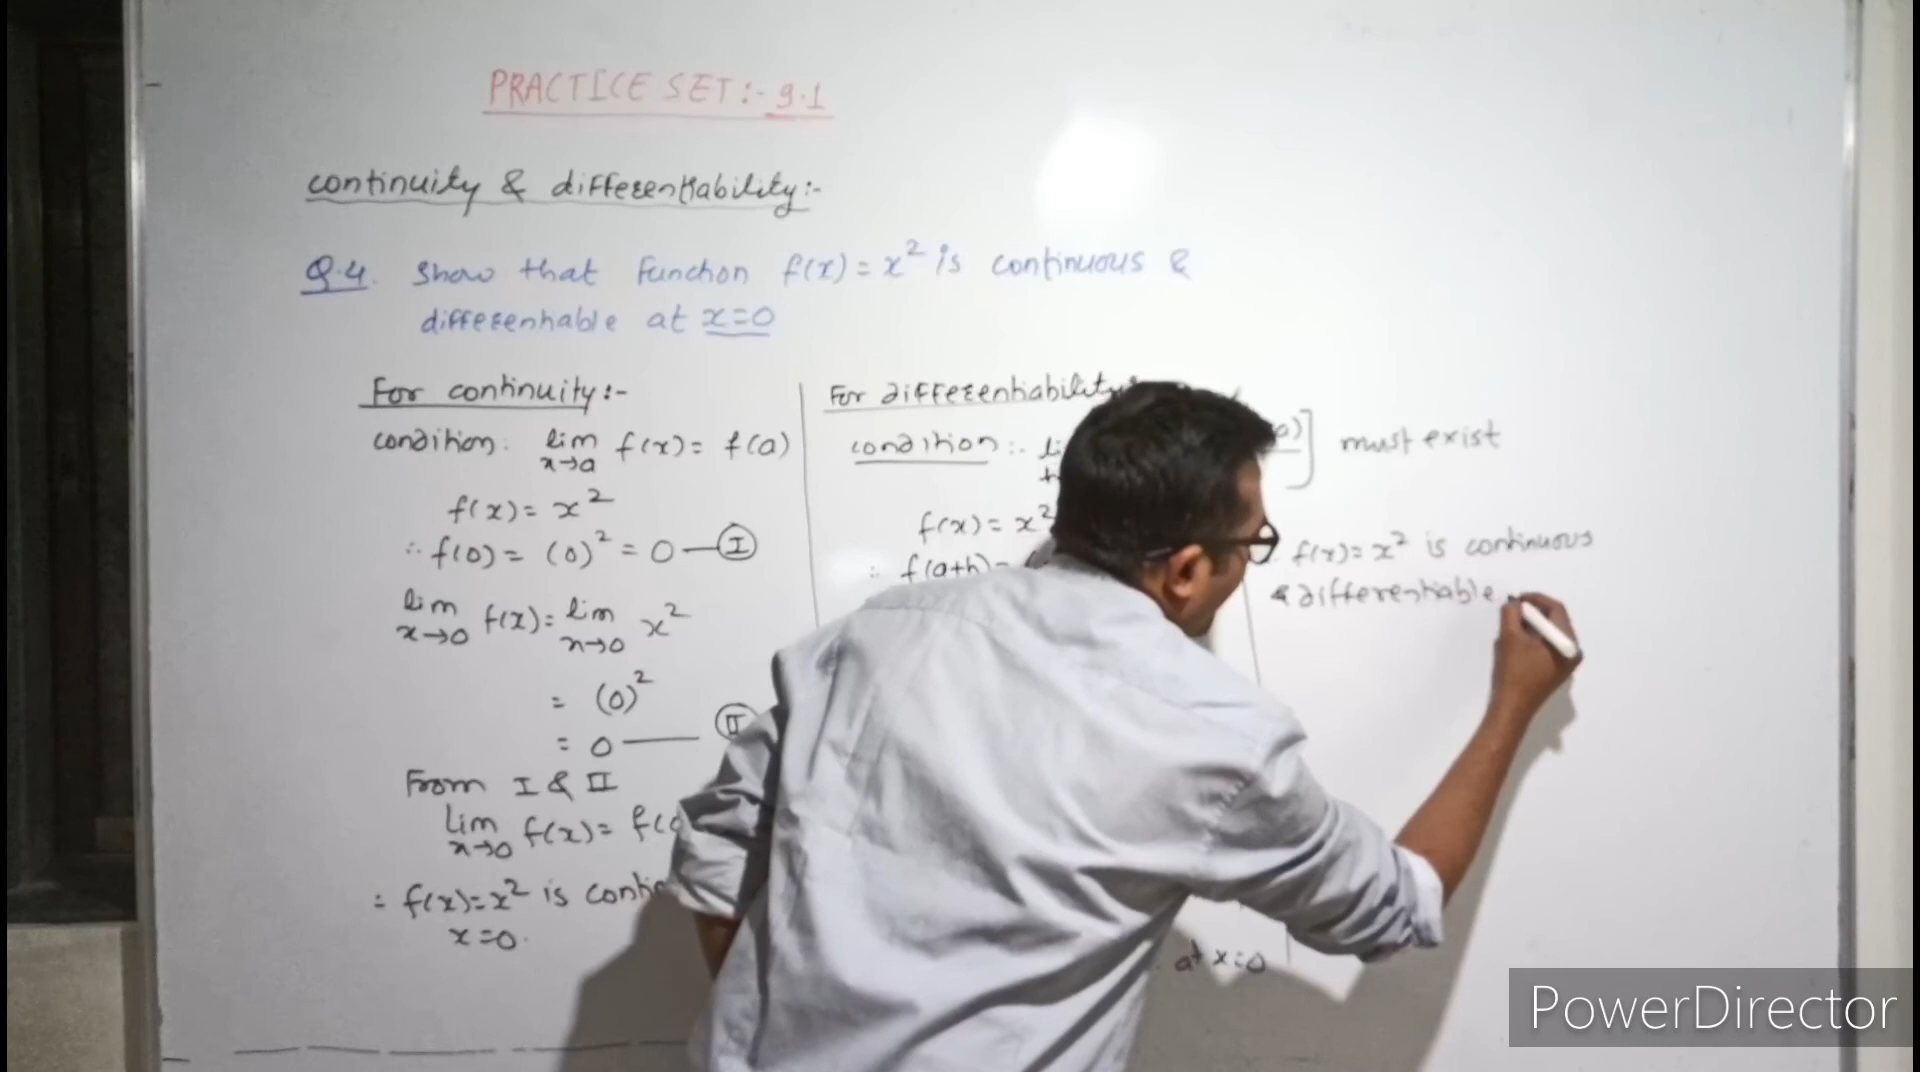 PRACTICE SET:- 9.1
continuity & differentiability:-
Q.4. Show that function f(x) = x² is continuous &
differentiable at x=0
For continuity:-
condition: lim x→a f(x) = f(a)
f(x) = x²
∴ f(0) = (0)² = 0 — I
lim x→0 f(x) = lim x→0 x²
= (0)²
= 0 — II
From I & II
lim x→0 f(x) =
= f(x) = x² is
x=0.
For differentiability
condition :-
must exist
f(x) = x²
∴ f(a+h) =
at x=0
f(x) = x² is continuous
& differentiable
PowerDirector